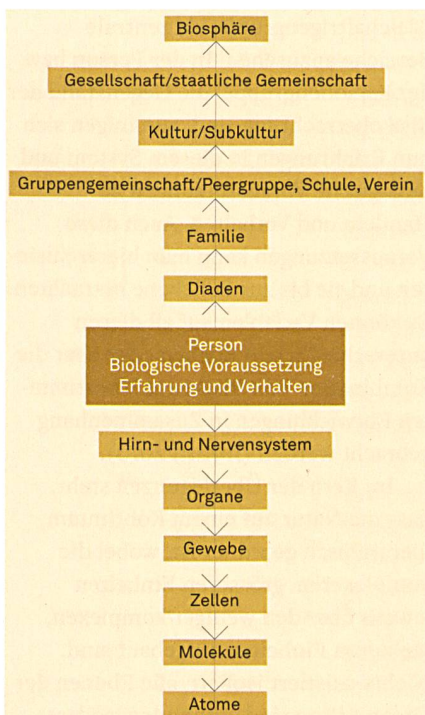 Biosphäre
Gesellschaft/staatliche Gemeinschaft
Kultur/Subkultur
Gruppengemeinschaft/Peergruppe, Schule, Verein
Familie
Diaden
Person
Biologische Voraussetzung
Erfahrung und Verhalten
Hirn- und Nervensystem
Organe
Gewebe
Zellen
Moleküle
Atome